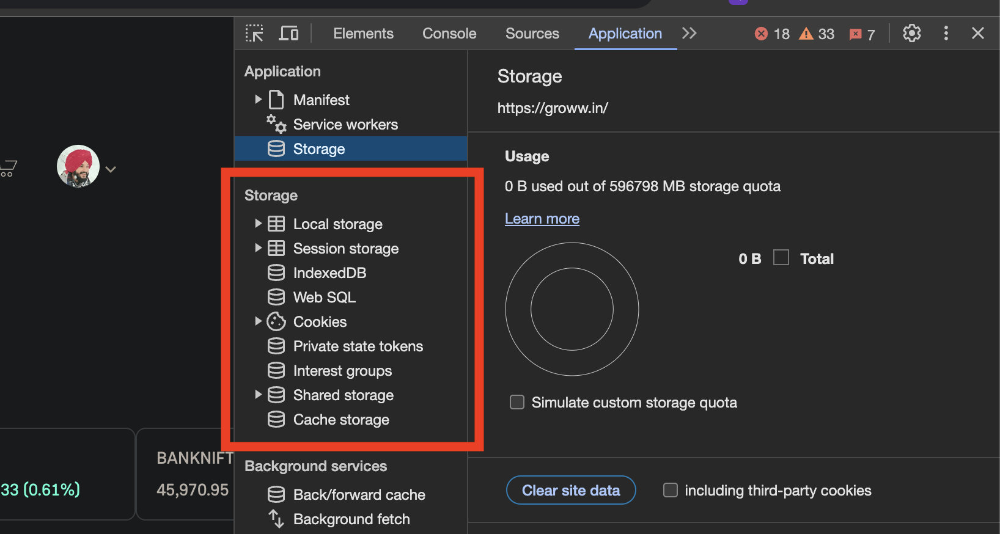 Elements
Console
Sources
Application
18
33
7
Application
Manifest
Service workers
Storage
Storage
Local storage
Session storage
IndexedDB
Web SQL
Cookies
Private state tokens
Interest groups
Shared storage
Cache storage
Background services
Back/forward cache
Background fetch
Storage
https://groww.in/
Usage
0 B used out of 596798 MB storage quota
Learn more
0 B Total
Simulate custom storage quota
Clear site data
including third-party cookies
33 (0.61%)
BANKNIFT
45,970.95